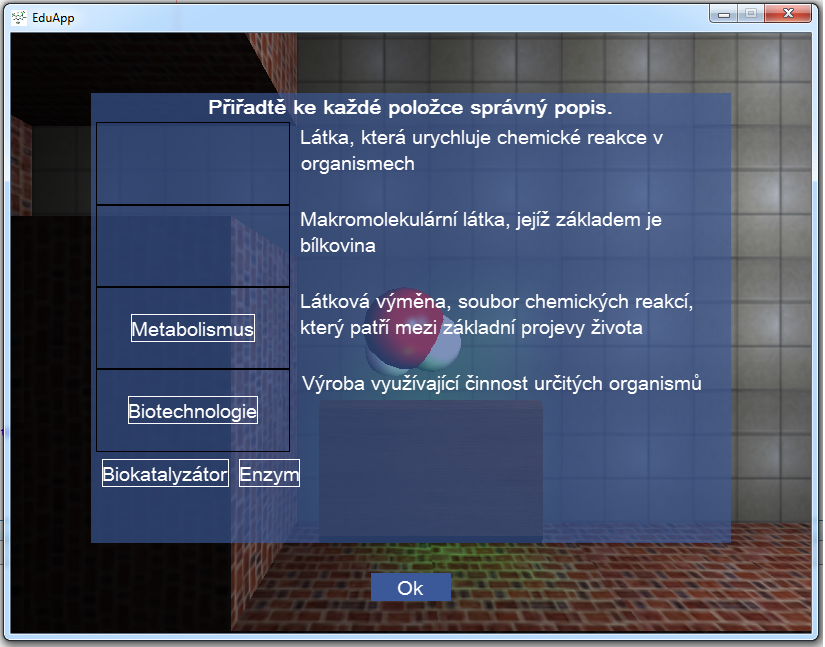 EduApp
Přiřadtě ke každé položce správný popis.
Látka, která urychluje chemické reakce v
organismech
Makromolekulární látka, jejíž základem je
bílkovina
Metabolismus
Látková výměna, soubor chemických reakcí,
který patří mezi základní projevy života
Biotechnologie
Výroba využívající činnost určitých organismů
Biokatalyzátor Enzym
Ok